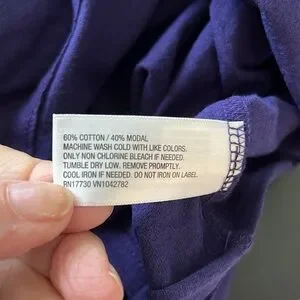 60% COTTON / 40% MODAL
MACHINE WASH COLD WITH LIKE COLORS.
ONLY NON CHLORINE BLEACH IF NEEDED.
TUMBLE DRY LOW. REMOVE PROMPTLY.
COOL IRON IF NEEDED. DO NOT IRON ON LABEL.
RN17730 VN1042782